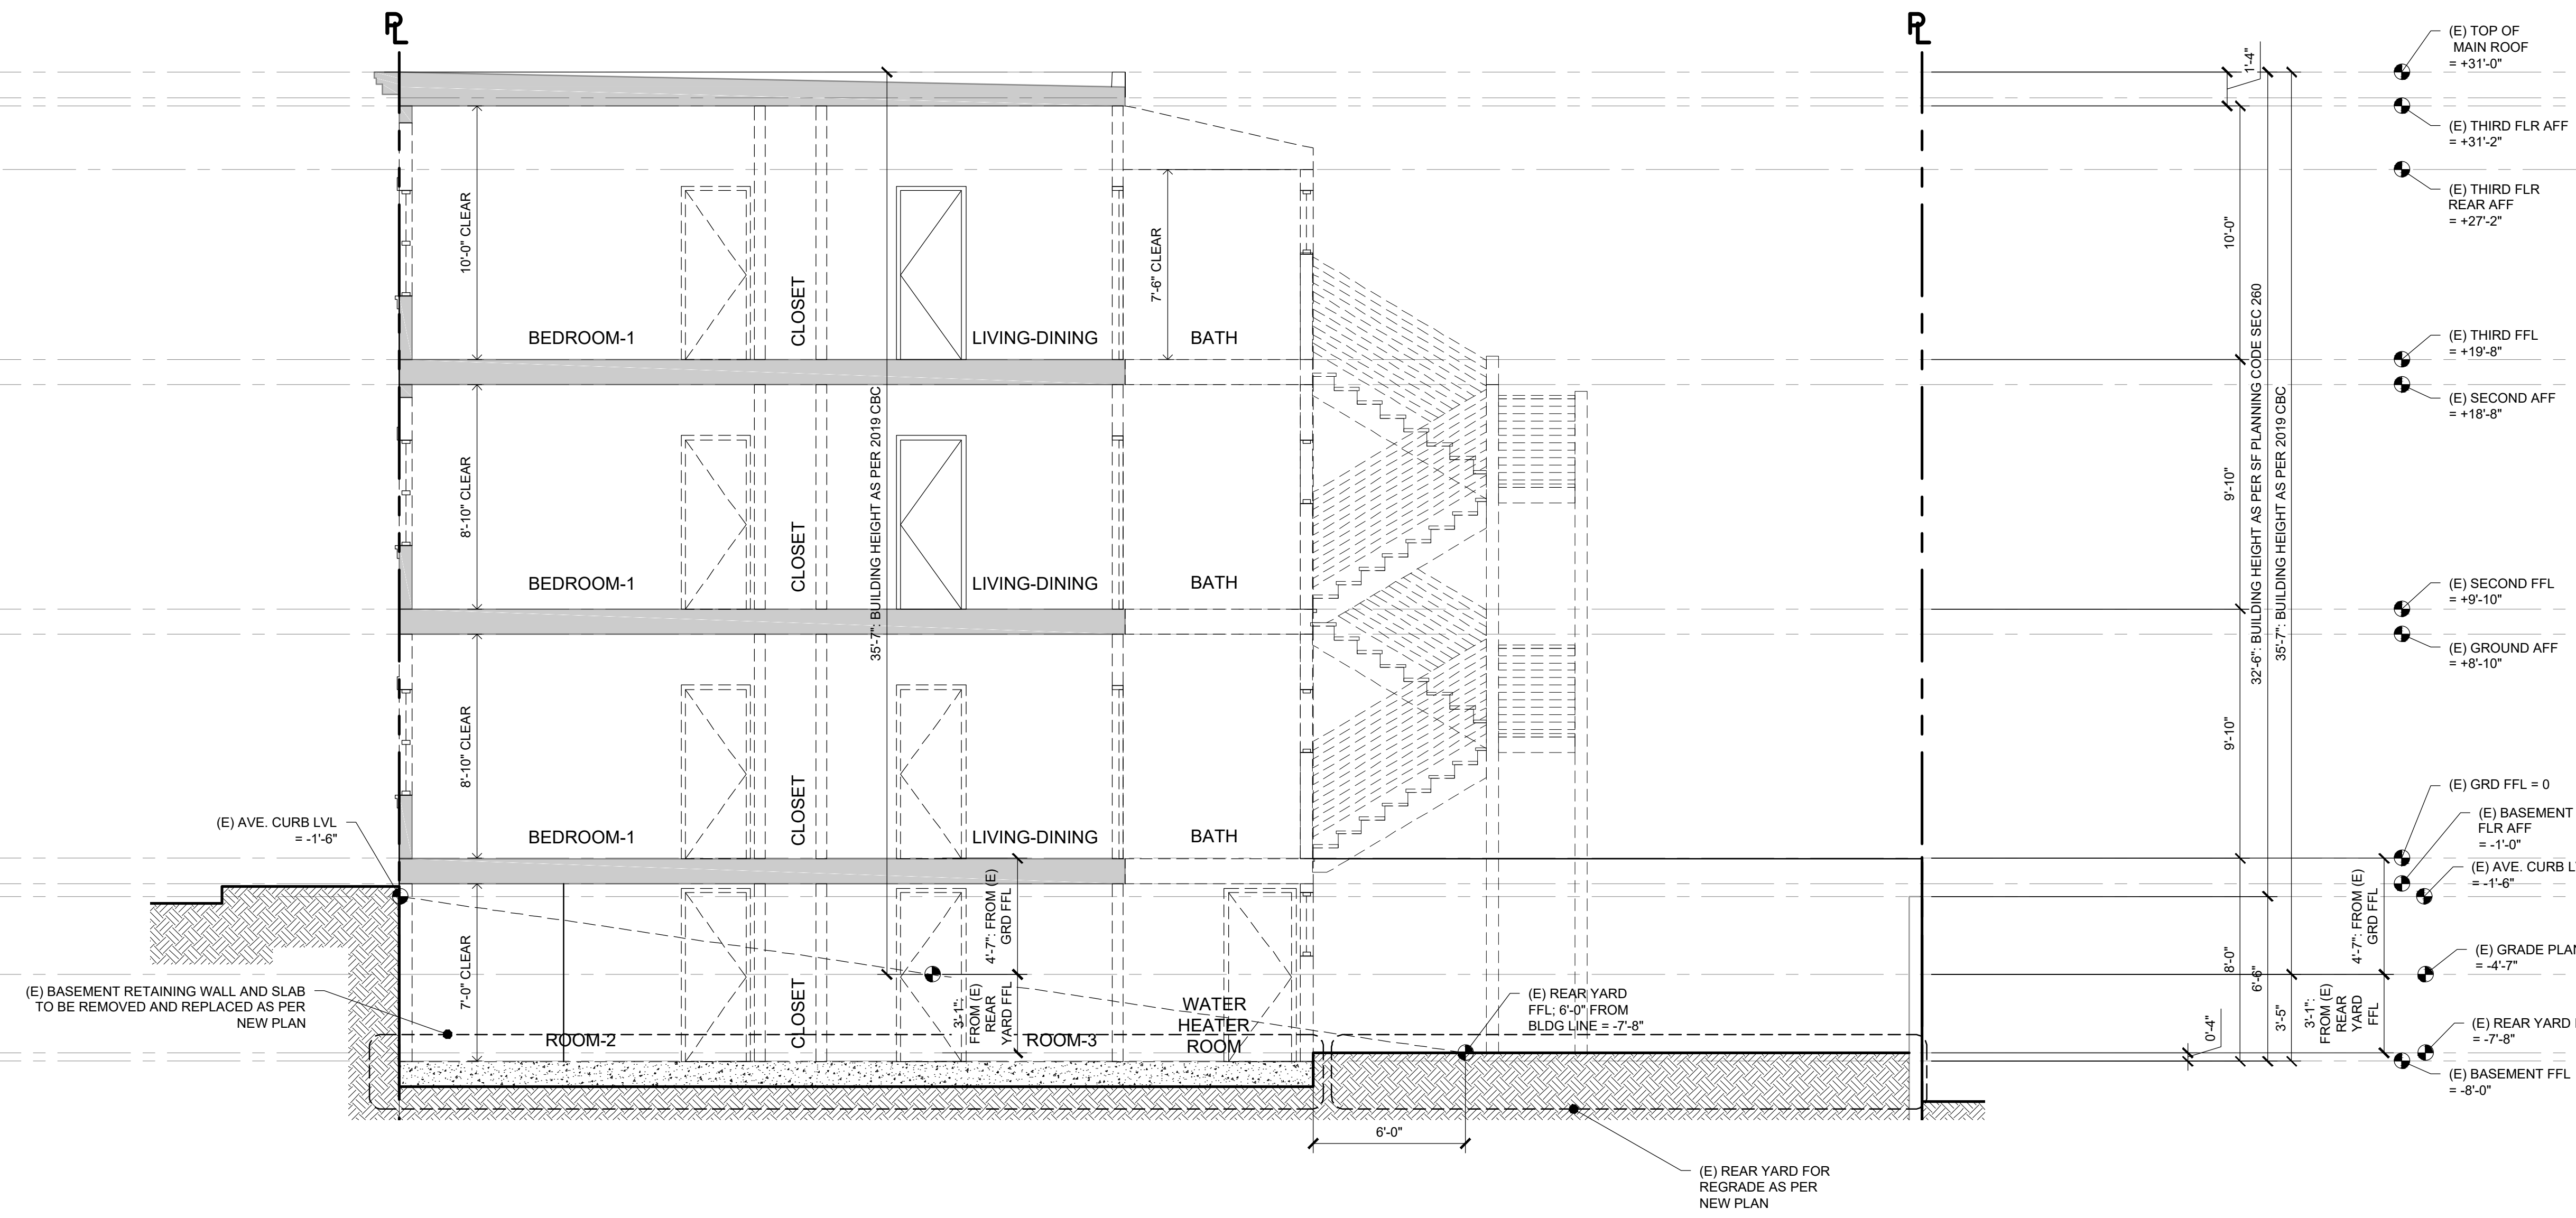 PL
PL
(E) TOP OF
MAIN ROOF
= +31'-0"
1'-4"
(E) THIRD FLR AFF
= +31'-2"
(E) THIRD FLR
REAR AFF
= +27'-2"
10'-0" CLEAR
7'-6" CLEAR
10'-0"
BEDROOM-1
CLOSET
LIVING-DINING
BATH
(E) THIRD FFL
= +19'-8"
(E) SECOND AFF
= +18'-8"
8'-10" CLEAR
35'-7": BUILDING HEIGHT AS PER 2019 CBC
9'-10"
32'-6": BUILDING HEIGHT AS PER SF PLANNING CODE SEC 260
35'-7": BUILDING HEIGHT AS PER 2019 CBC
BEDROOM-1
CLOSET
LIVING-DINING
BATH
(E) SECOND FFL
= +9'-10"
(E) GROUND AFF
= +8'-10"
8'-10" CLEAR
9'-10"
BEDROOM-1
CLOSET
LIVING-DINING
BATH
(E) GRD FFL = 0
(E) BASEMENT
FLR AFF
= -1'-0"
(E) AVE. CURB LVL
= -1'-6"
(E) AVE. CURB L
= -1'-6"
7'-0" CLEAR
4'-7": FROM (E)
GRD FFL
3'-1":
FROM (E)
REAR
YARD FFL
8'-0"
6'-6"
3'-5"
4'-7": FROM (E)
GRD FFL
3'-1":
FROM (E)
REAR
YARD
FFL
0'-4"
(E) GRADE PLAN
= -4'-7"
(E) BASEMENT RETAINING WALL AND SLAB
TO BE REMOVED AND REPLACED AS PER
NEW PLAN
ROOM-2
CLOSET
ROOM-3
WATER
HEATER
ROOM
(E) REAR YARD
FFL; 6'-0" FROM
BLDG LINE = -7'-8"
(E) REAR YARD
= -7'-8"
(E) BASEMENT FFL
= -8'-0"
6'-0"
(E) REAR YARD FOR
REGRADE AS PER
NEW PLAN